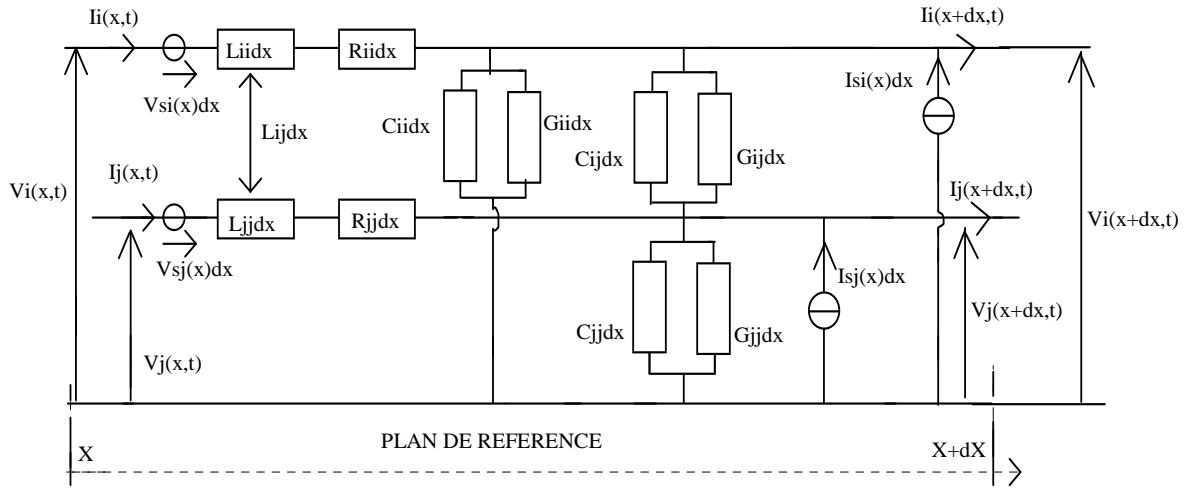 Ii(x,t)
Liidx
Riidx
Ii(x+dx,t)
Vsi(x)dx
Isi(x)dx
Ciidx
Giidx
Lijdx
Cijdx
Gijdx
Ij(x,t)
Ij(x+dx,t)
Vi(x,t)
Ljjdx
Rjjdx
Vi(x+dx,t)
Vsj(x)dx
Isj(x)dx
Vj(x+dx,t)
Cjjdx
Gjjdx
Vj(x,t)
X
PLAN DE REFERENCE
X+dX